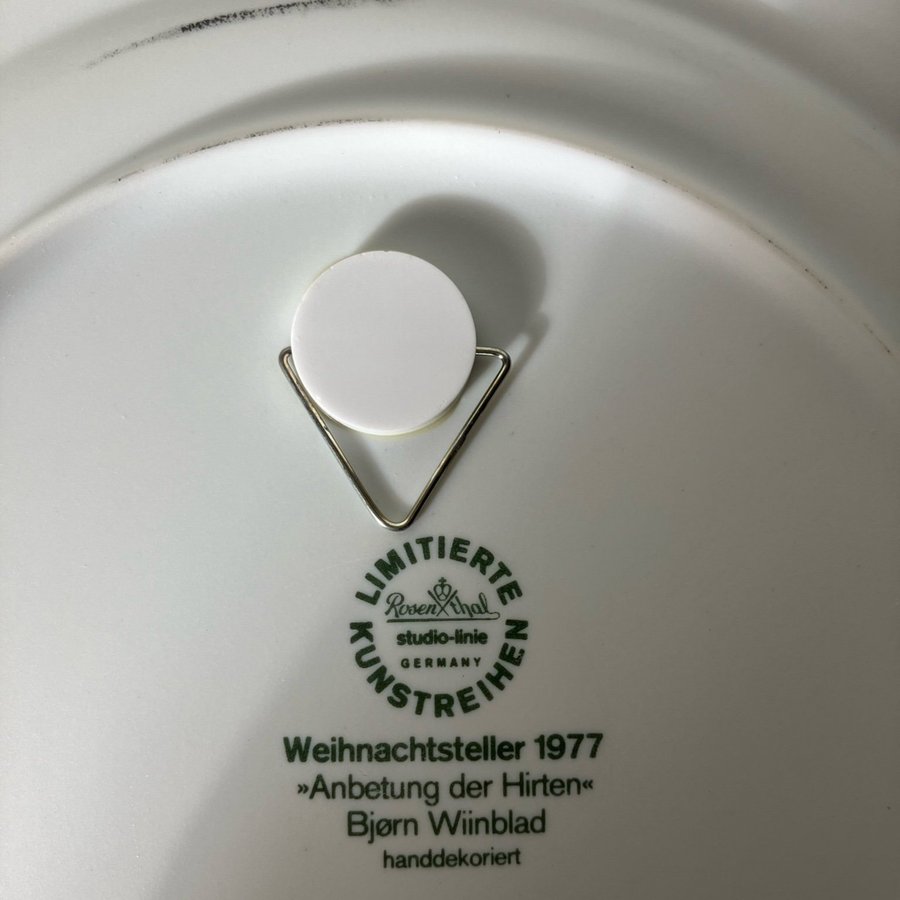 LIMITIERTE
Rosenthal
studio-linie
GERMANY
KUNSTREIHEN
Weihnachtsteller 1977
»Anbetung der Hirten«
Bjørn Wiinblad
handdekoriert